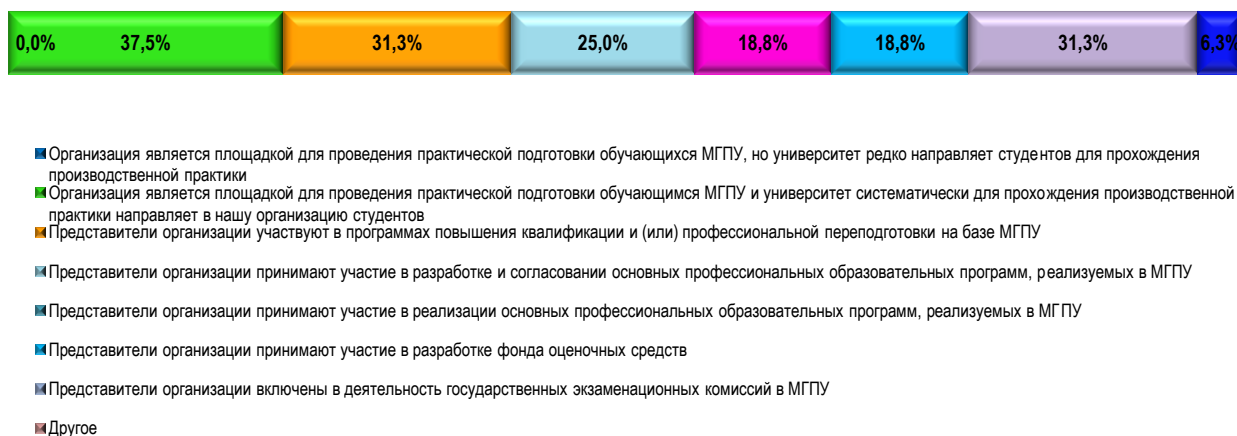 0,0% 37,5% 31,3% 25,0% 18,8% 18,8% 31,3% 6,3%
Организация является площадкой для проведения практической подготовки обучающихся МГПУ, но университет редко направляет студентов для прохождения
производственной практики
Организация является площадкой для проведения практической подготовки обучающимся МГПУ и университет систематически для прохождения производственной
практики направляет в нашу организацию студентов
Представители организации участвуют в программах повышения квалификации и (или) профессиональной переподготовки на базе МГПУ
Представители организации принимают участие в разработке и согласовании основных профессиональных образовательных программ, реализуемых в МГПУ
Представители организации принимают участие в реализации основных профессиональных образовательных программ, реализуемых в МГПУ
Представители организации принимают участие в разработке фонда оценочных средств
Представители организации включены в деятельность государственных экзаменационных комиссий в МГПУ
Другое